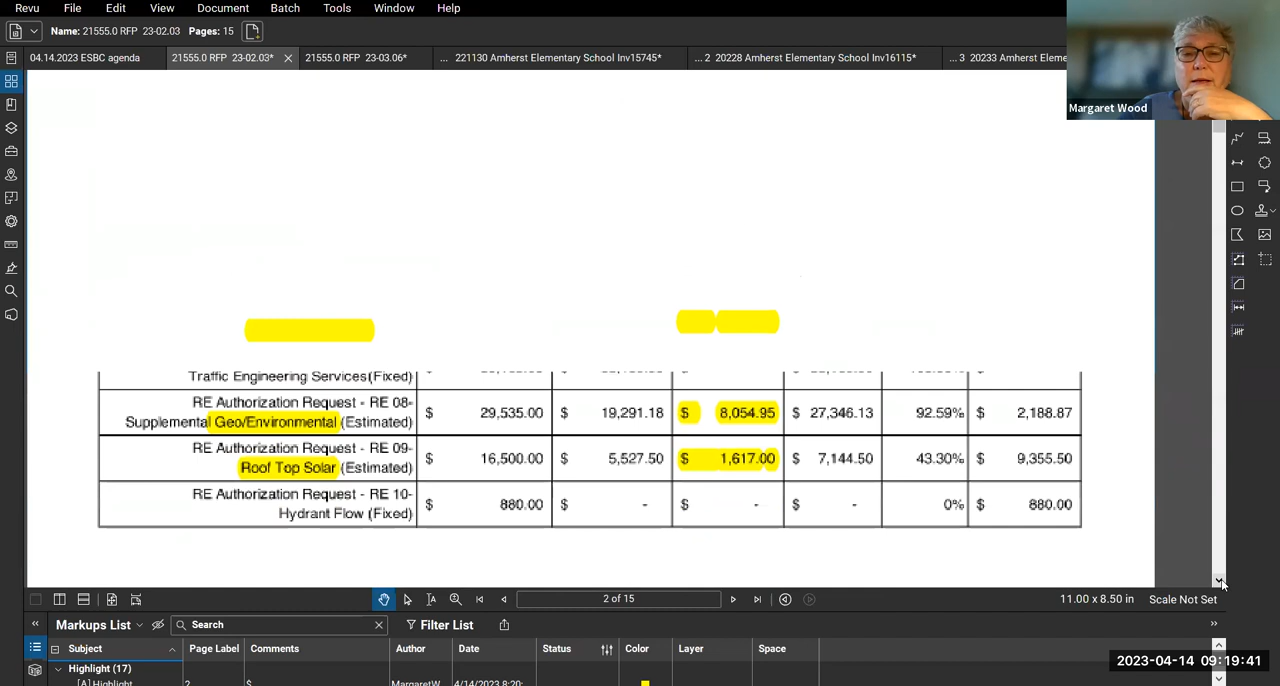 Revu File Edit View Document Batch Tools Window Help
Name: 21555.0 RFP 23-02.03 Pages: 15
04.14.2023 ESBC agenda 21555.0 RFP 23-02.03* 21555.0 RFP 23-03.06* ... 221130 Amherst Elementary School Inv15745* ... 2 20228 Amherst Elementary School Inv16115* ... 3 20233 Amherst Eleme
Margaret Wood
Traffic Engineering Services(Fixed)
RE Authorization Request - RE 08-
Supplemental Geo/Environmental (Estimated) $ 29,535.00 $ 19,291.18 $ 8,054.95 $ 27,346.13 92.59% $ 2,188.87
RE Authorization Request - RE 09-
Roof Top Solar (Estimated) $ 16,500.00 $ 5,527.50 $ 1,617.00 $ 7,144.50 43.30% $ 9,355.50
RE Authorization Request - RE 10-
Hydrant Flow (Fixed) $ 880.00 $ - $ - $ - 0% $ 880.00
2 of 15 11.00 x 8.50 in Scale Not Set
Markups List Search Filter List
Subject Page Label Comments Author Date Status Color Layer Space
Highlight (17)
[A] Highlight 2 $ MargaretW 4/14/2023 8:20:
2023-04-14 09:19:41